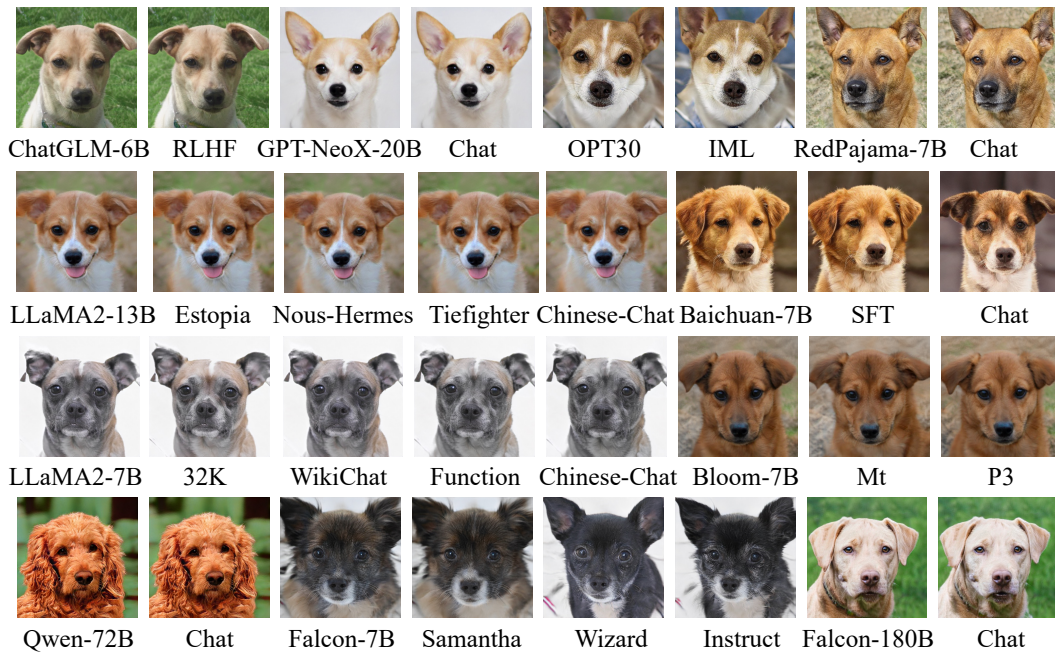 ChatGLM-6B RLHF GPT-NeoX-20B Chat OPT30 IML RedPajama-7B Chat
LLaMA2-13B Estopia Nous-Hermes Tiefighter Chinese-Chat Baichuan-7B SFT Chat
LLaMA2-7B 32K WikiChat Function Chinese-Chat Bloom-7B Mt P3
Qwen-72B Chat Falcon-7B Samantha Wizard Instruct Falcon-180B Chat